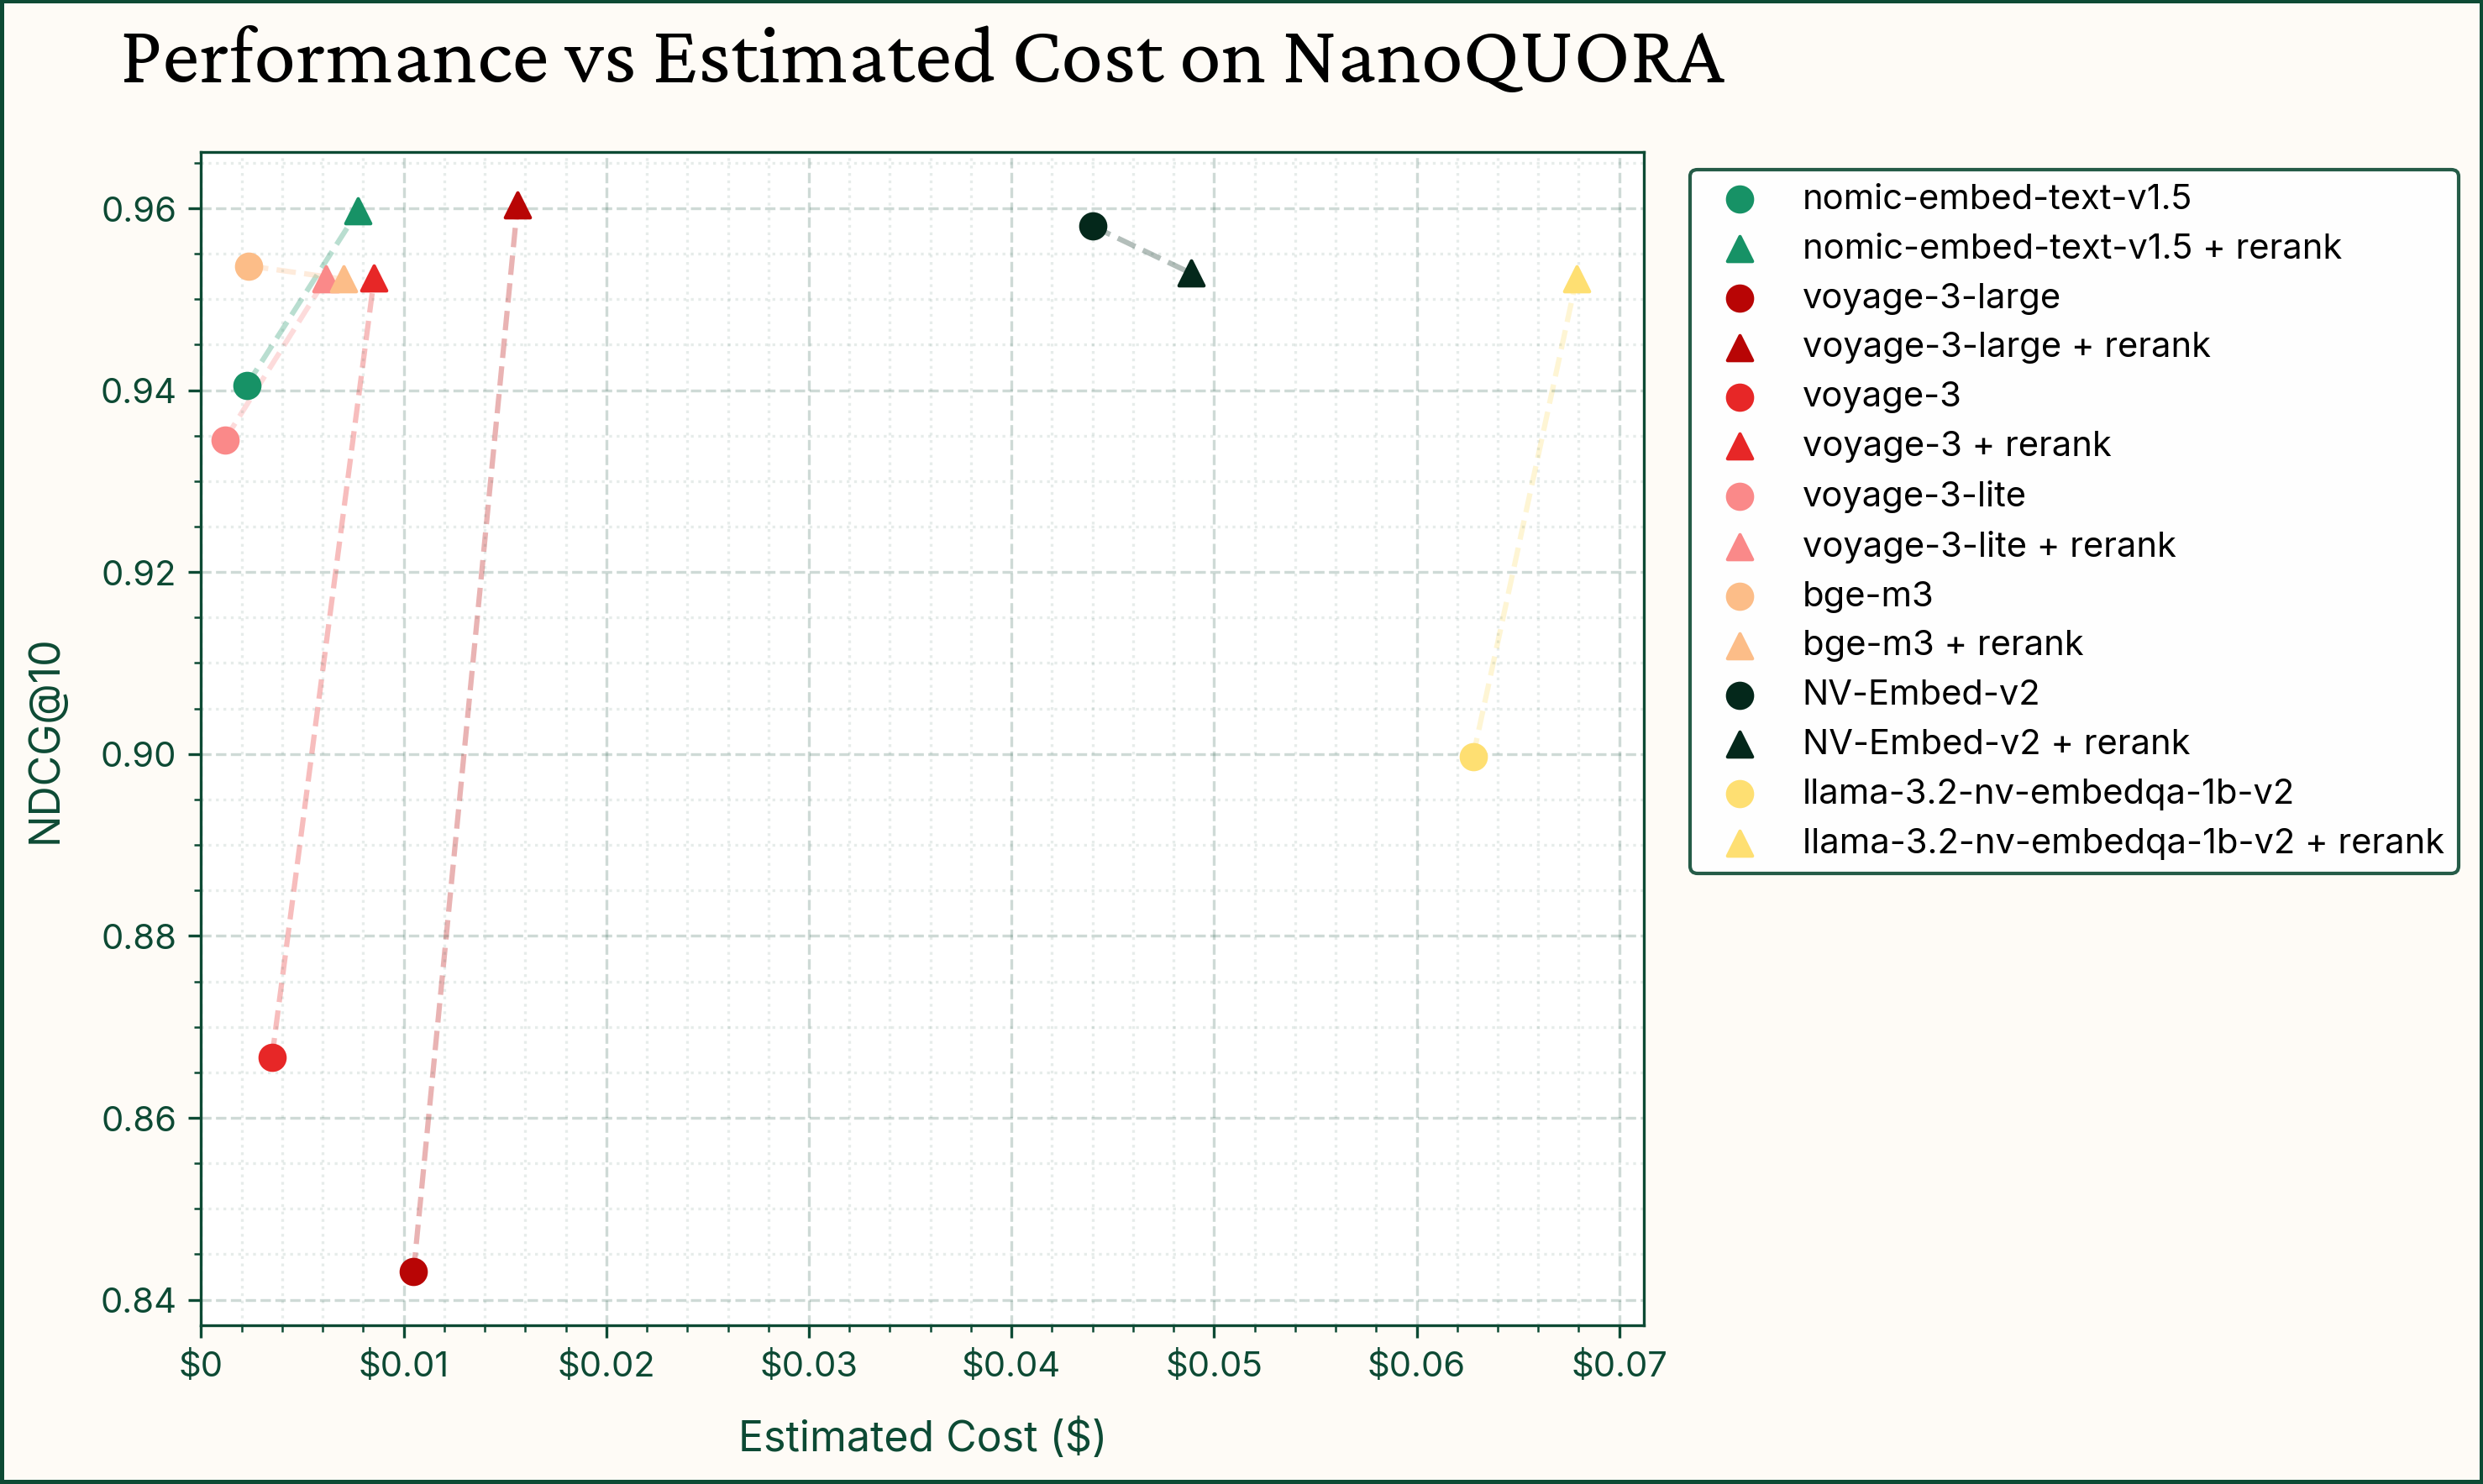 Performance vs Estimated Cost on NanoQUORA
nomic-embed-text-v1.5
nomic-embed-text-v1.5 + rerank
voyage-3-large
voyage-3-large + rerank
voyage-3
voyage-3 + rerank
voyage-3-lite
voyage-3-lite + rerank
bge-m3
bge-m3 + rerank
NV-Embed-v2
NV-Embed-v2 + rerank
llama-3.2-nv-embedqa-1b-v2
llama-3.2-nv-embedqa-1b-v2 + rerank
NDCG@10
0.96
0.94
0.92
0.90
0.88
0.86
0.84
$0 $0.01 $0.02 $0.03 $0.04 $0.05 $0.06 $0.07
Estimated Cost ($)